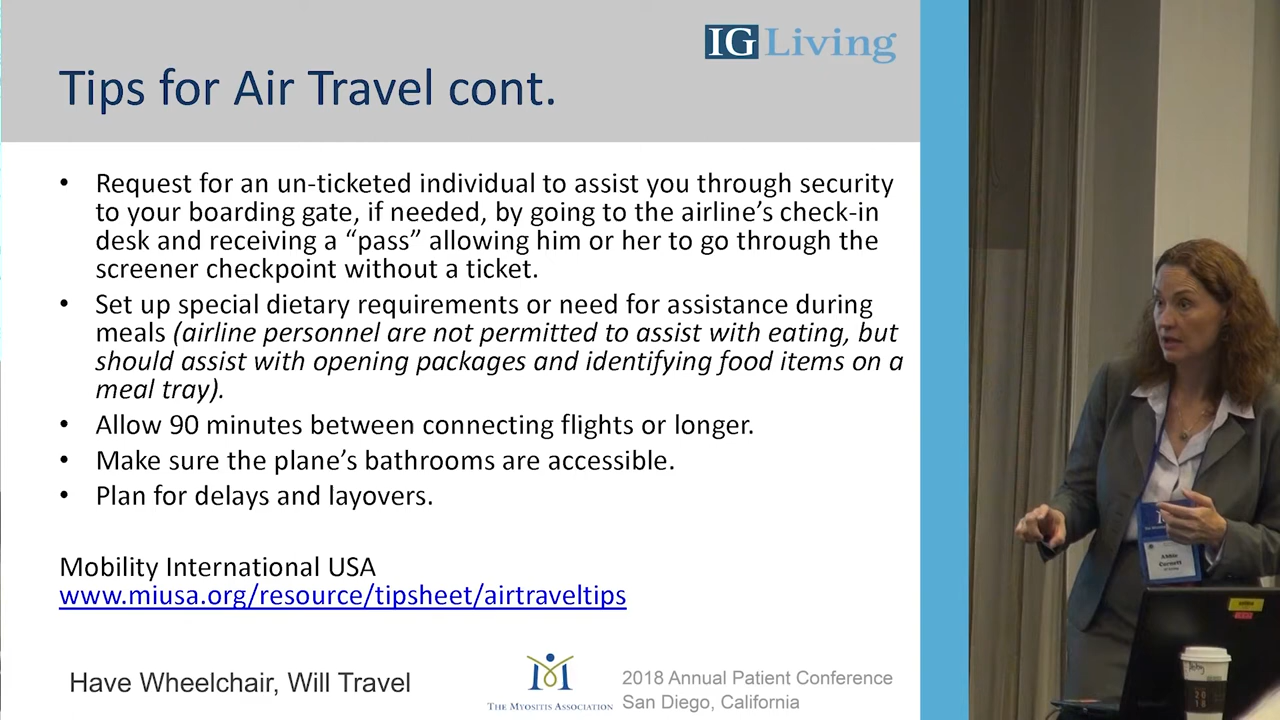 IG Living
Tips for Air Travel cont.
• Request for an un-ticketed individual to assist you through security
to your boarding gate, if needed, by going to the airline’s check-in
desk and receiving a “pass” allowing him or her to go through the
screener checkpoint without a ticket.
• Set up special dietary requirements or need for assistance during
meals (airline personnel are not permitted to assist with eating, but
should assist with opening packages and identifying food items on a
meal tray).
• Allow 90 minutes between connecting flights or longer.
• Make sure the plane’s bathrooms are accessible.
• Plan for delays and layovers.
Mobility International USA
www.miusa.org/resource/tipsheet/airtraveltips
Have Wheelchair, Will Travel
THE MYOSITIS ASSOCIATION
2018 Annual Patient Conference
San Diego, California